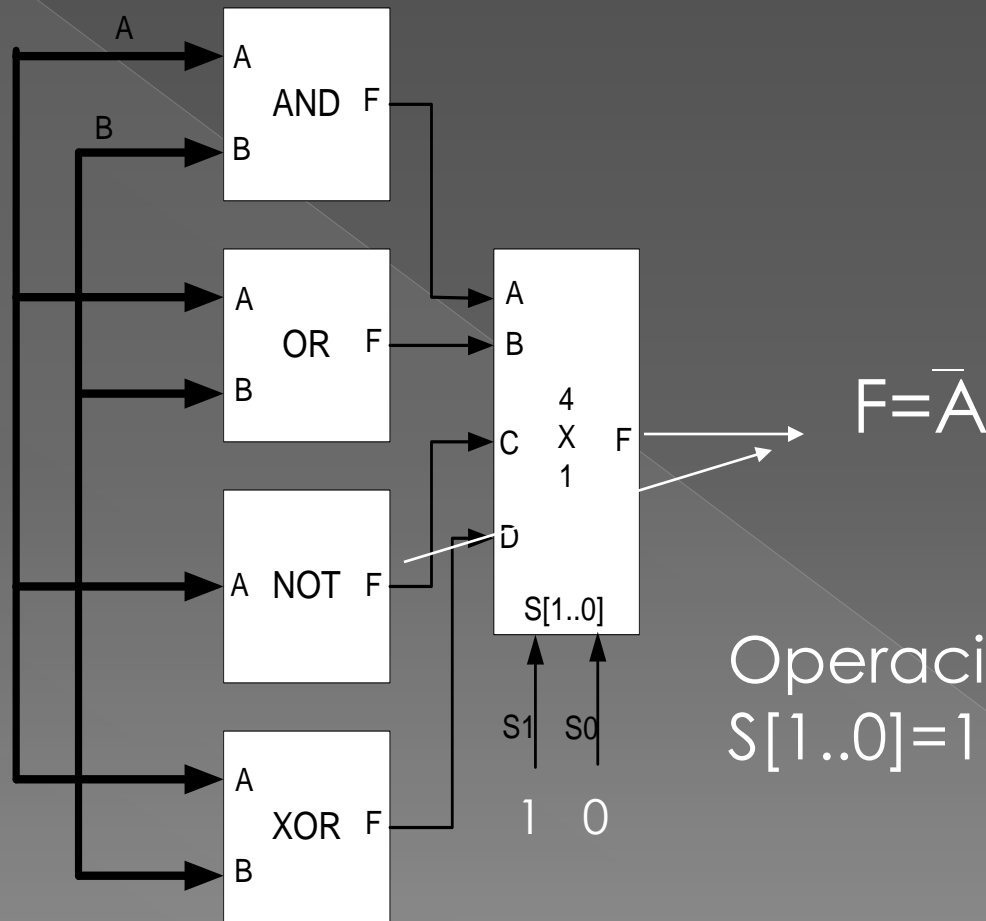 A
B
A
B
AND
F
A
B
OR
F
A
NOT
F
A
B
XOR
F
A
B
C
D
4
X
1
F
S[1..0]
S1
S0
1 0
F=A̅
Operaci
S[1..0]=1